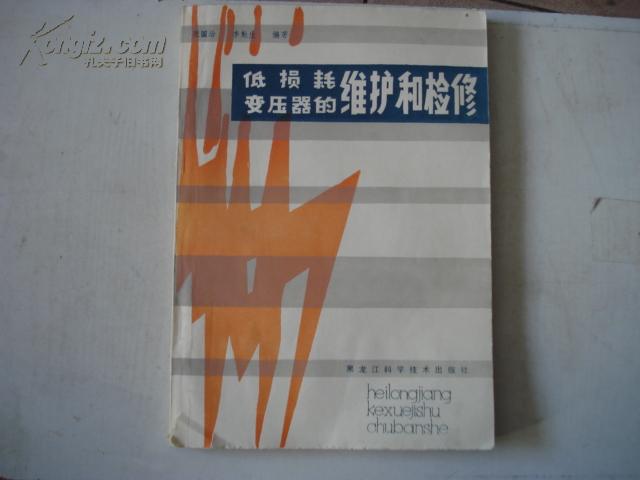 Kongfz.com
孔夫子旧书网
编著
低损耗
变压器的维护和检修
黑龙江科学技术出版社
heilongjiang
kexuejishu
chubanshe